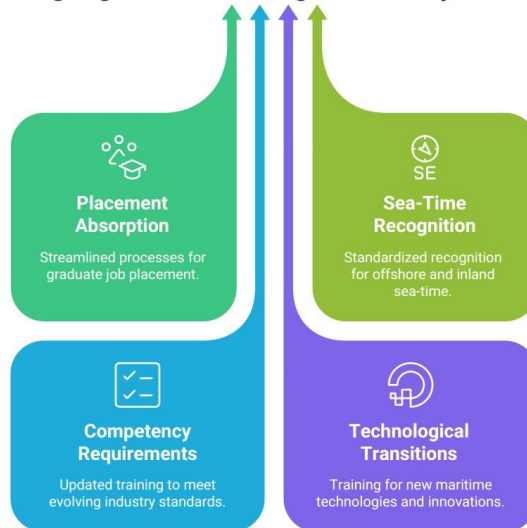 Placement
Absorption
Streamlined processes for
graduate job placement.
SE
Sea-Time
Recognition
Standardized recognition
for offshore and inland
sea-time.
Competency
Requirements
Updated training to meet
evolving industry standards.
Technological
Transitions
Training for new maritime
technologies and innovations.